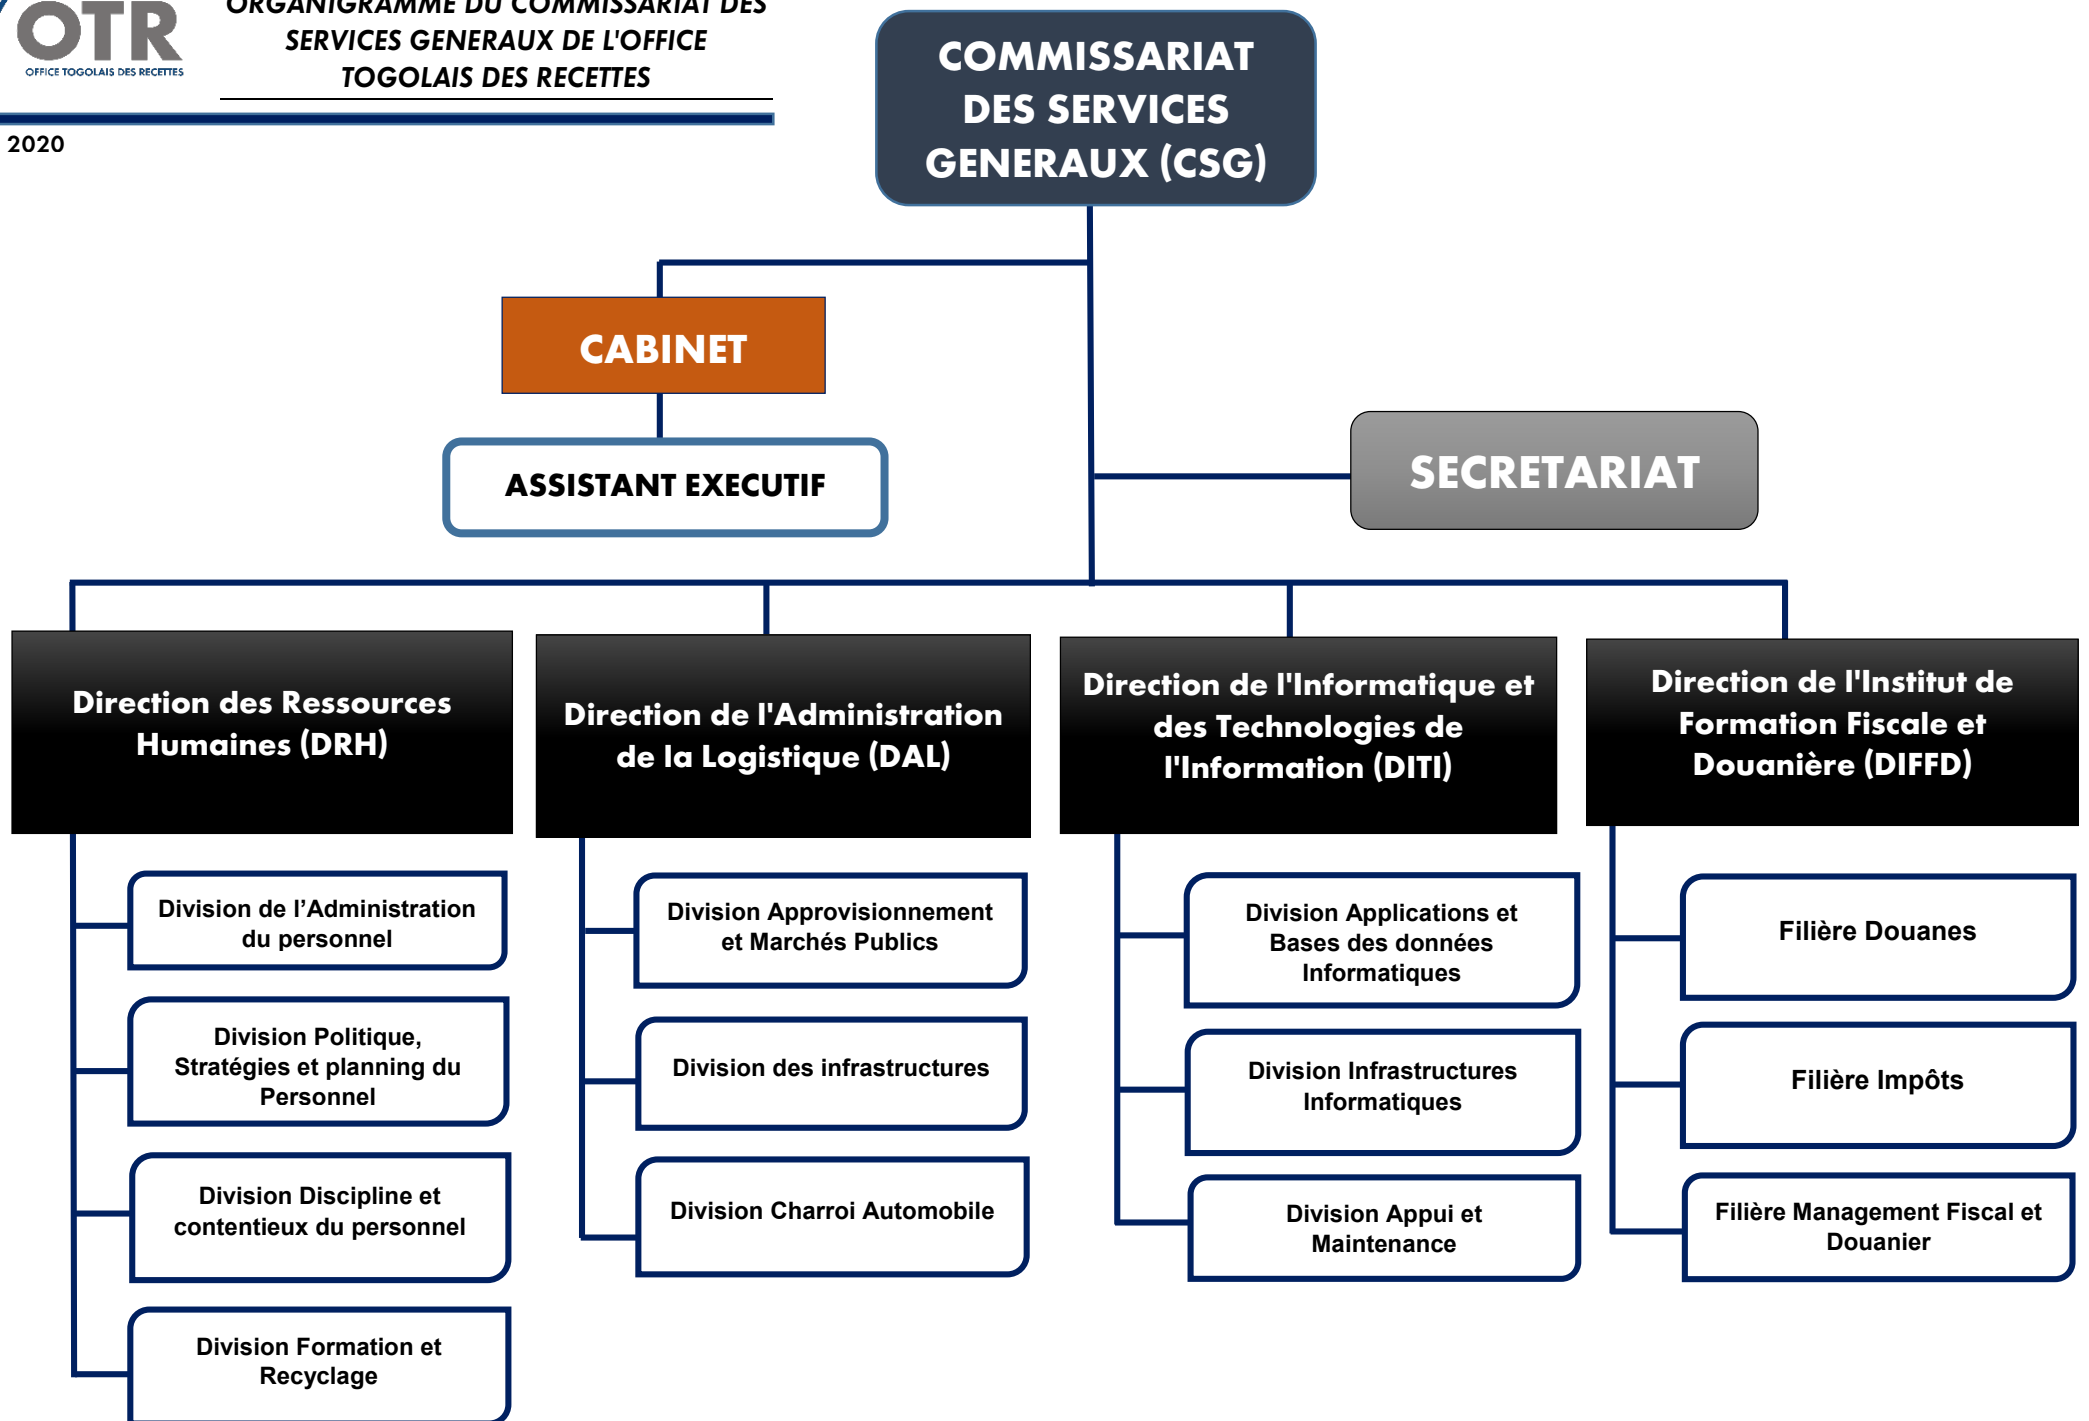 OTR
OFFICE TOGOLAIS DES RECETTES
ORGANIGRAMME DU COMMISSARIAT DES
SERVICES GENERAUX DE L'OFFICE
TOGOLAIS DES RECETTES
2020
COMMISSARIAT
DES SERVICES
GENERAUX (CSG)
CABINET
ASSISTANT EXECUTIF
SECRETARIAT
Direction des Ressources
Humaines (DRH)
Direction de l'Administration
de la Logistique (DAL)
Direction de l'Informatique et
des Technologies de
l'Information (DITI)
Direction de l'Institut de
Formation Fiscale et
Douanière (DIFFD)
Division de l’Administration
du personnel
Division Politique,
Stratégies et planning du
Personnel
Division Discipline et
contentieux du personnel
Division Formation et
Recyclage
Division Approvisionnement
et Marchés Publics
Division des infrastructures
Division Charroi Automobile
Division Applications et
Bases des données
Informatiques
Division Infrastructures
Informatiques
Division Appui et
Maintenance
Filière Douanes
Filière Impôts
Filière Management Fiscal et
Douanier